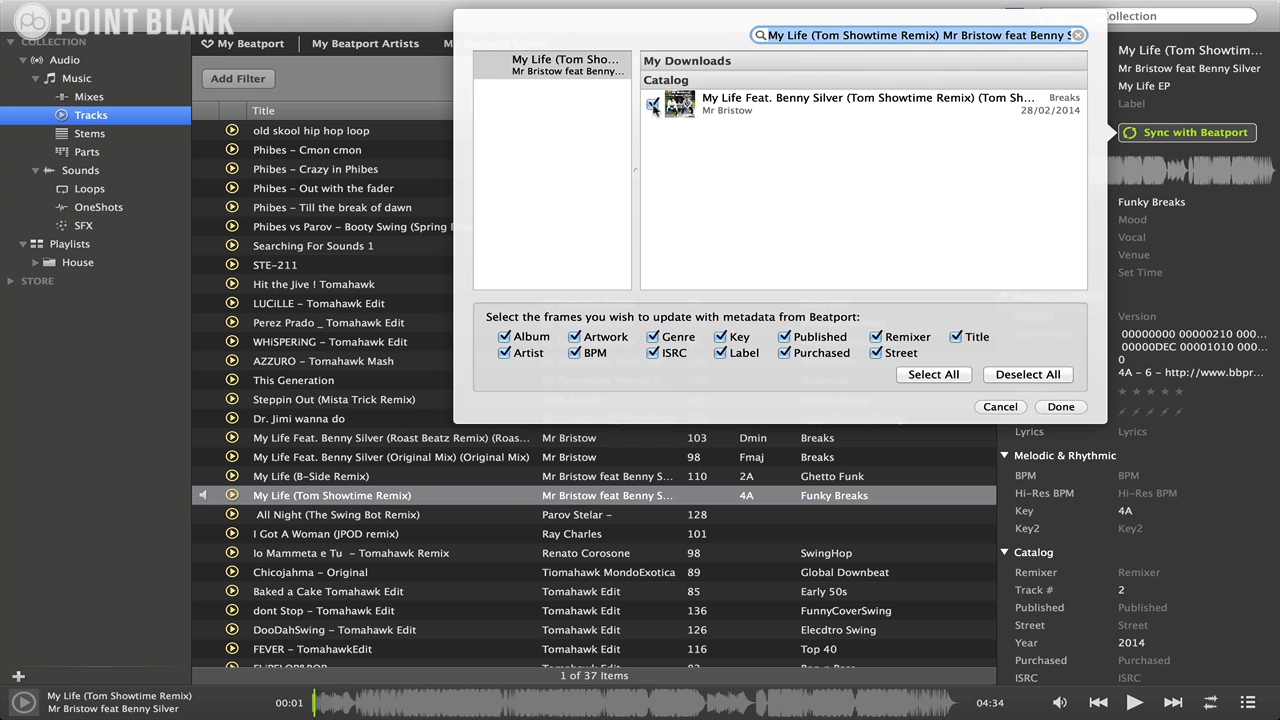 POINT BLANK
Collection
COLLECTION
Audio
Music
Mixes
Tracks
Stems
Parts
Sounds
Loops
OneShots
SFX
Playlists
House
STORE
My Beatport
My Beatport Artists
Add Filter
Title
old skool hip hop loop
Phibes - Cmon cmon
Phibes - Crazy in Phibes
Phibes - Out with the fader
Phibes - Till the break of dawn
Phibes vs Parov - Booty Swing (Spring
Searching For Sounds 1
STE-211
Hit the Jive ! Tomahawk
LUCiLLE - Tomahawk Edit
Perez Prado _ Tomahawk Edit
WHiSPERiNG - Tomahawk Edit
AZZURO - Tomahawk Mash
This Generation
Steppin Out (Mista Trick Remix)
Dr. Jimi wanna do
My Life Feat. Benny Silver (Roast Beatz Remix) (Roas... Mr Bristow 103 Dmin Breaks
My Life Feat. Benny Silver (Original Mix) (Original Mix) Mr Bristow 98 Fmaj Breaks
My Life (B-Side Remix) Mr Bristow feat Benny S... 110 2A Ghetto Funk
My Life (Tom Showtime Remix) Mr Bristow feat Benny S... 4A Funky Breaks
All Night (The Swing Bot Remix) Parov Stelar - 128
I Got A Woman (JPOD remix) Ray Charles 101
Io Mammeta e Tu - Tomahawk Remix Renato Corosone 98 SwingHop
Chicojahma - Original Tiomahawk MondoExotica 89 Global Downbeat
Baked a Cake Tomahawk Edit Tomahawk Edit 85 Early 50s
dont Stop - Tomahawk Edit Tomahawk Edit 136 FunnyCoverSwing
DooDahSwing - Tomahawk Edit Tomahawk Edit 126 Elecdtro Swing
FEVER - TomahawkEdit Tomahawk Edit 116 Top 40
1 of 37 Items
My Life (Tom Showtime Remix) Mr Bristow feat Benny S
My Life (Tom Sho...
Mr Bristow feat Benny...
My Downloads
Catalog
My Life Feat. Benny Silver (Tom Showtime Remix) (Tom Sh... Breaks
Mr Bristow 28/02/2014
Select the frames you wish to update with metadata from Beatport:
Album Artwork Genre Key Published Remixer Title
Artist BPM ISRC Label Purchased Street
Select All Deselect All
Cancel Done
My Life (Tom Showtim...
Mr Bristow feat Benny Silver
My Life EP
Label
Sync with Beatport
Funky Breaks
Mood
Vocal
Venue
Set Time
Version
00000000 00000210 000...
00000DEC 00001010 000...
0
4A - 6 - http://www.bbpr...
Lyrics Lyrics
Melodic & Rhythmic
BPM BPM
Hi-Res BPM Hi-Res BPM
Key 4A
Key2 Key2
Catalog
Remixer Remixer
Track # 2
Published Published
Street Street
Year 2014
Purchased Purchased
ISRC ISRC
My Life (Tom Showtime Remix)
Mr Bristow feat Benny Silver
00:01
04:34